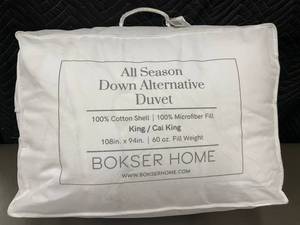 All Season
Down Alternative
Duvet
100% Cotton Shell | 100% Microfiber Fill
King / Cal King
108in. x 94in. | 60 oz. Fill Weight
BOKSER HOME
WWW.BOKSERHOME.COM